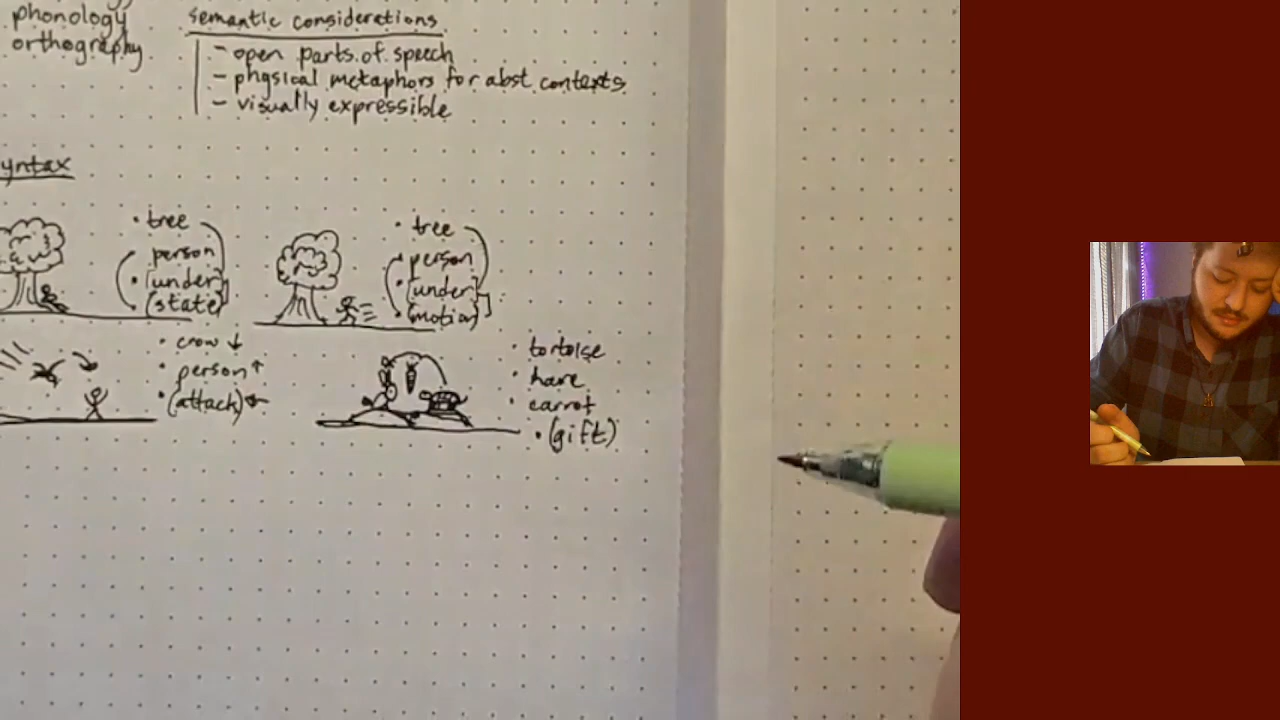 phonology
orthography
semantic considerations
- open parts of speech
- physical metaphors for abst contexts
- visually expressible
yntax
• tree
person
• (under)
(state)
• tree
person
• (under)
(motion)
• crow ↓
• person ↑
• (attack) ←
• tortoise
• hare
• carrot
• (gift)